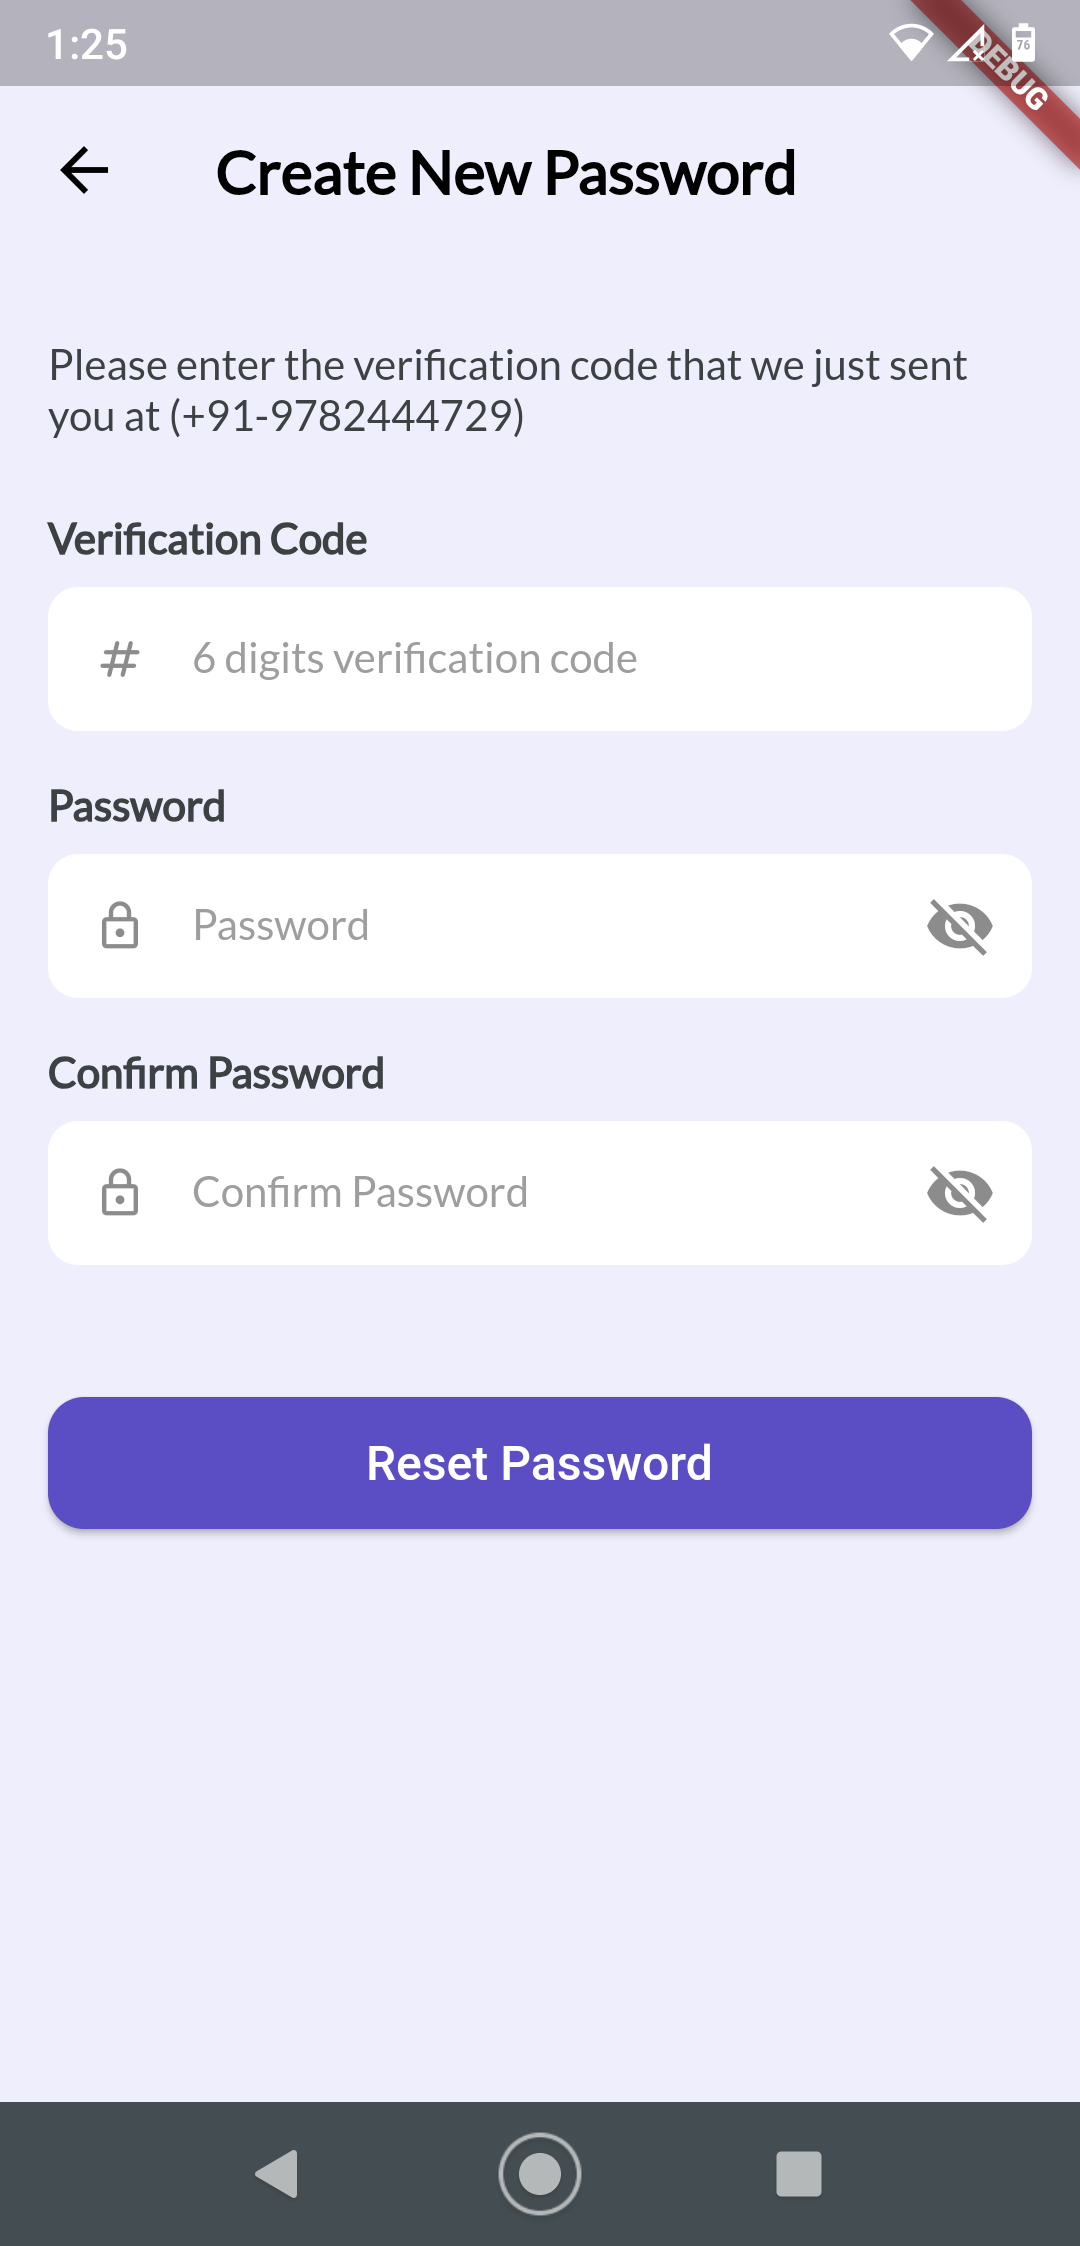 1:25
76
DEBUG
Create New Password
Please enter the verification code that we just sent
you at (+91-9782444729)
Verification Code
# 6 digits verification code
Password
Password
Confirm Password
Confirm Password
Reset Password